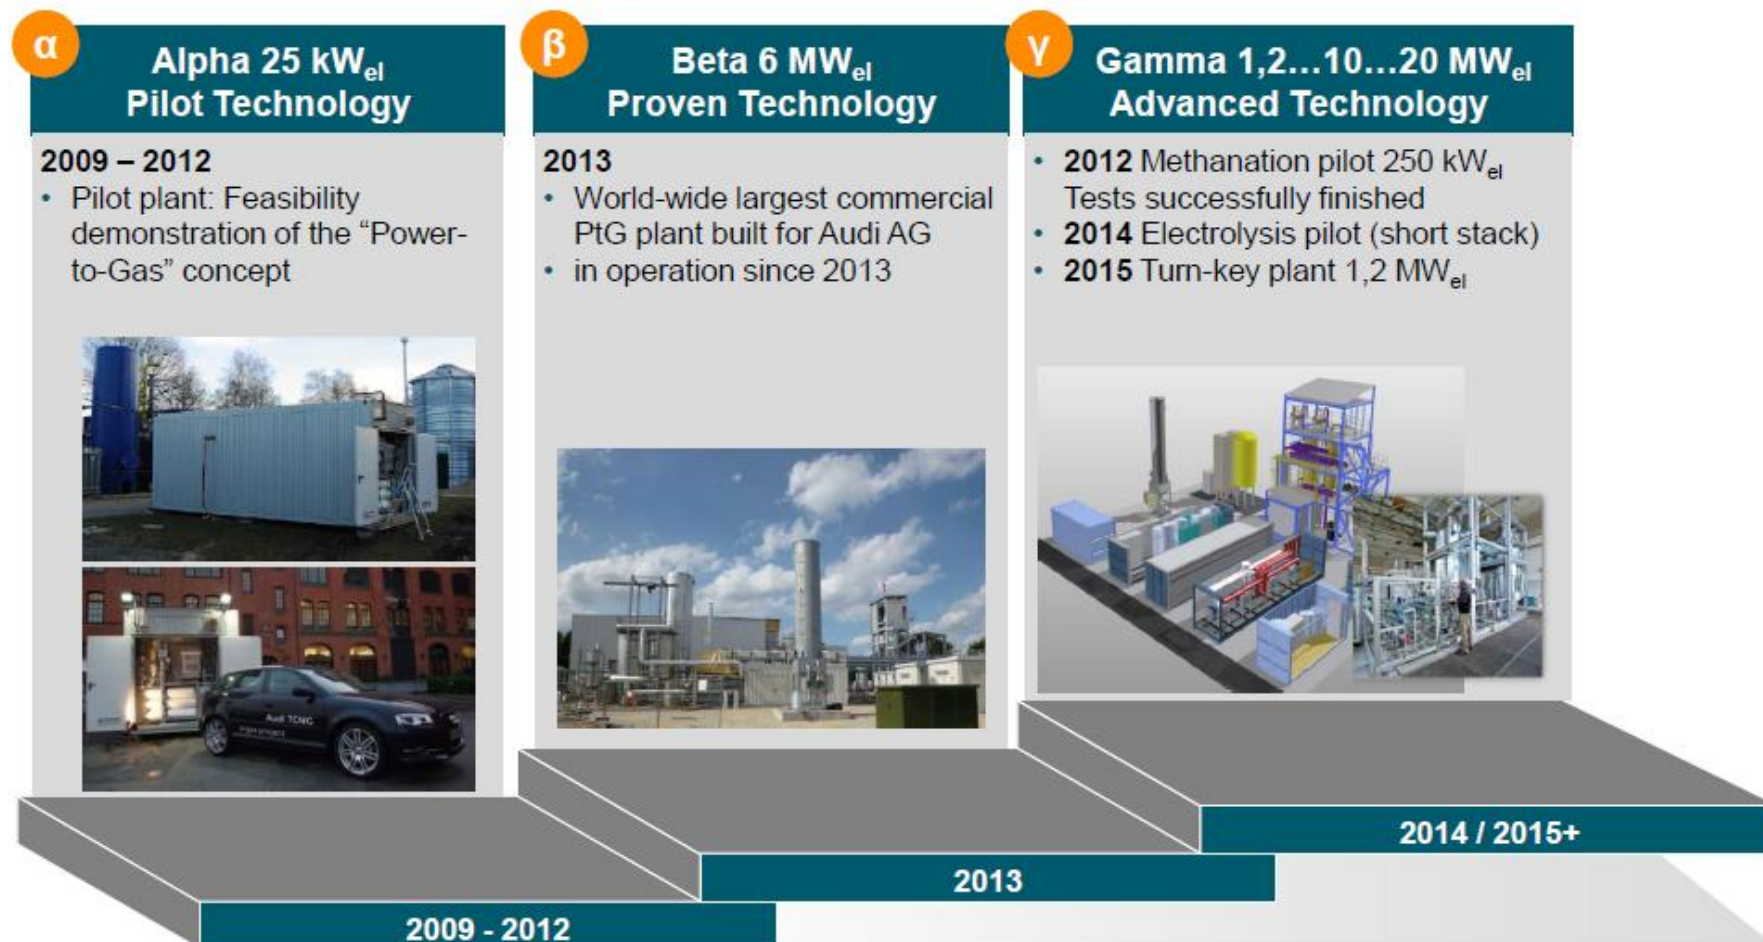 α
Alpha 25 kWel
Pilot Technology
2009 – 2012
• Pilot plant: Feasibility
demonstration of the “Power-
to-Gas” concept
Audi TCNG
β
Beta 6 MWel
Proven Technology
2013
• World-wide largest commercial
PtG plant built for Audi AG
• in operation since 2013
γ
Gamma 1,2...10...20 MWel
Advanced Technology
• 2012 Methanation pilot 250 kWel
Tests successfully finished
• 2014 Electrolysis pilot (short stack)
• 2015 Turn-key plant 1,2 MWel
2014 / 2015+
2013
2009 - 2012